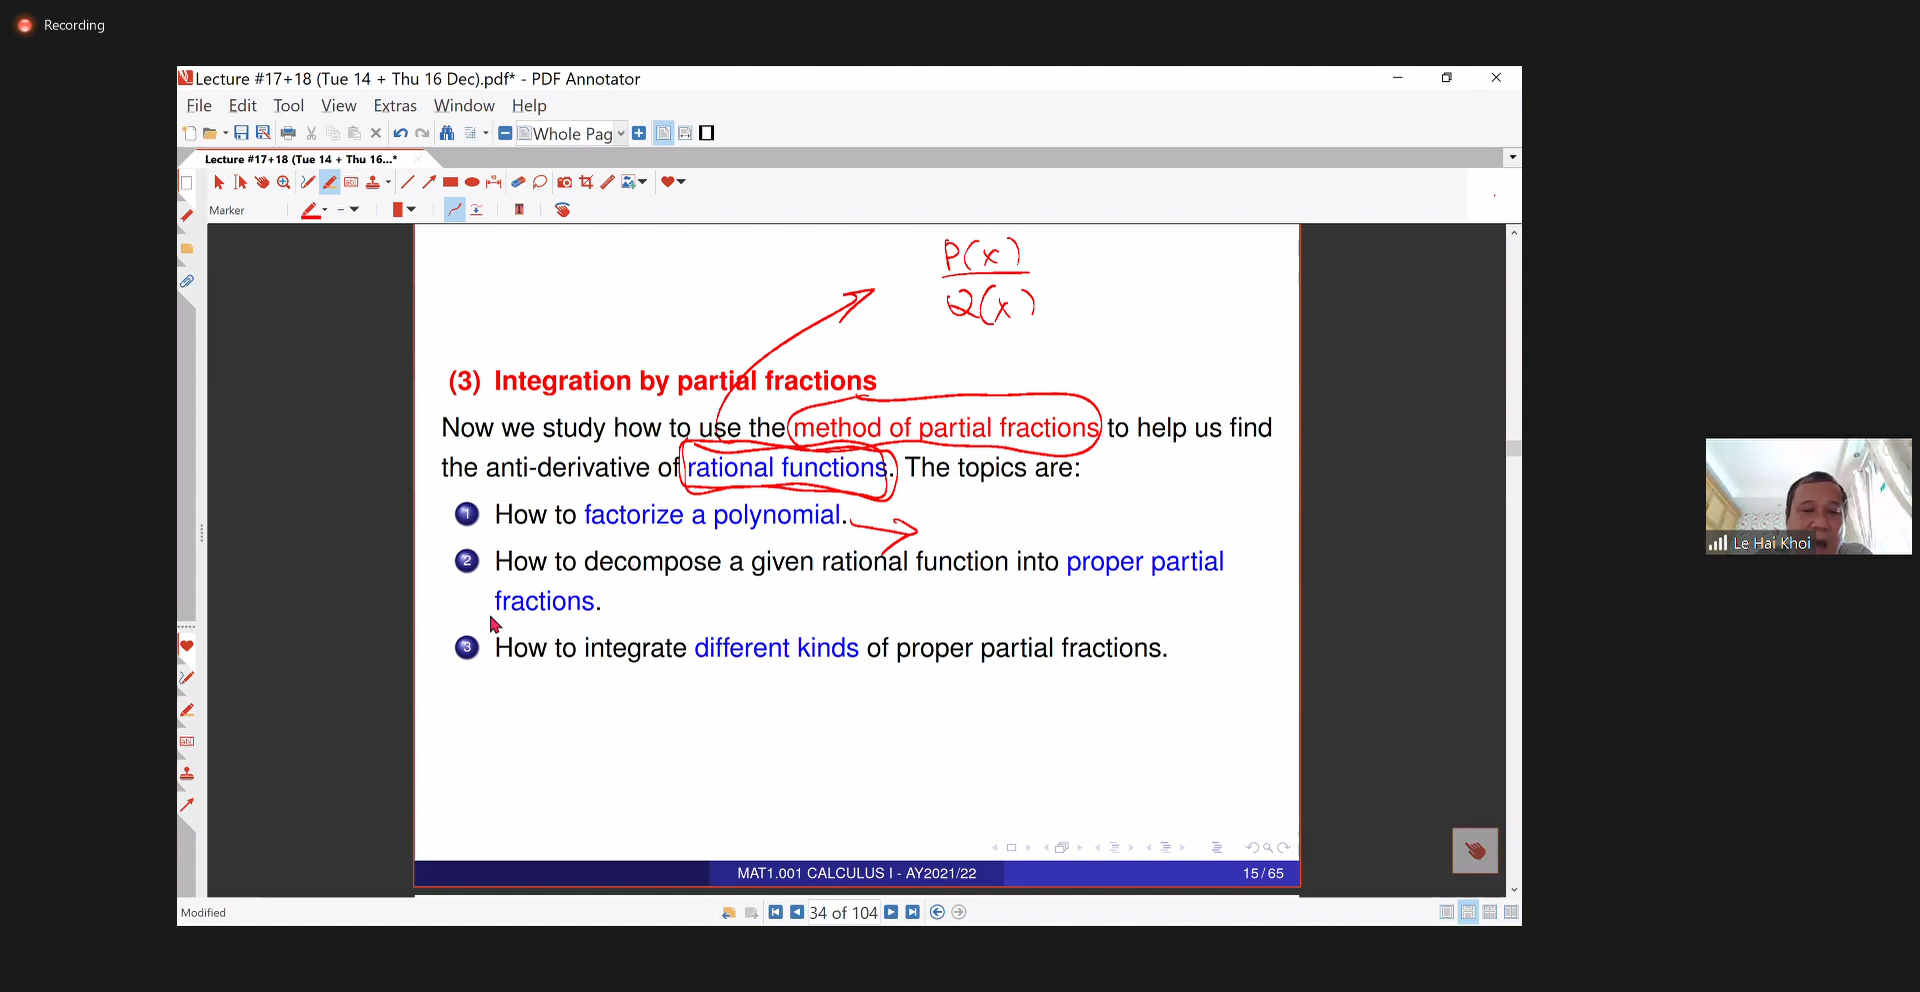 Recording
Lecture #17+18 (Tue 14 + Thu 16 Dec).pdf* - PDF Annotator
File Edit Tool View Extras Window Help
Whole Pag
Lecture #17+18 (Tue 14 + Thu 16...*
Marker
P(x)
Q(x)
(3) Integration by partial fractions
Now we study how to use the method of partial fractions to help us find
the anti-derivative of rational functions. The topics are:
1 How to factorize a polynomial.
2 How to decompose a given rational function into proper partial
fractions.
3 How to integrate different kinds of proper partial fractions.
Le Hai Khoi
MAT1.001 CALCULUS I - AY2021/22 15/65
Modified
34 of 104